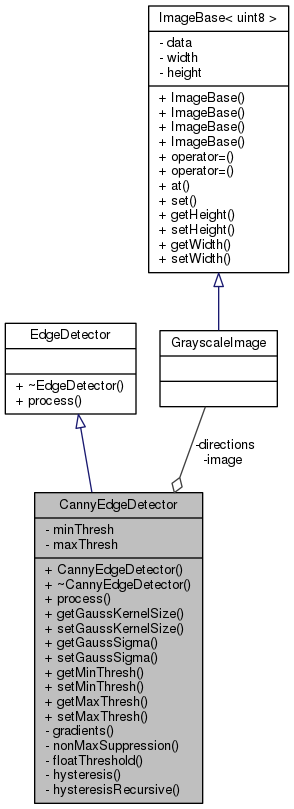 ImageBase< uint8 >
- data
- width
- height
+ ImageBase()
+ ImageBase()
+ ImageBase()
+ ImageBase()
+ operator=()
+ operator=()
+ at()
+ set()
+ getHeight()
+ setHeight()
+ getWidth()
+ setWidth()
EdgeDetector
+ ~EdgeDetector()
+ process()
GrayscaleImage
-directions
-image
CannyEdgeDetector
- minThresh
- maxThresh
+ CannyEdgeDetector()
+ ~CannyEdgeDetector()
+ process()
+ getGaussKernelSize()
+ setGaussKernelSize()
+ getGaussSigma()
+ setGaussSigma()
+ getMinThresh()
+ setMinThresh()
+ getMaxThresh()
+ setMaxThresh()
- gradients()
- nonMaxSuppression()
- floatThreshold()
- hysteresis()
- hysteresisRecursive()